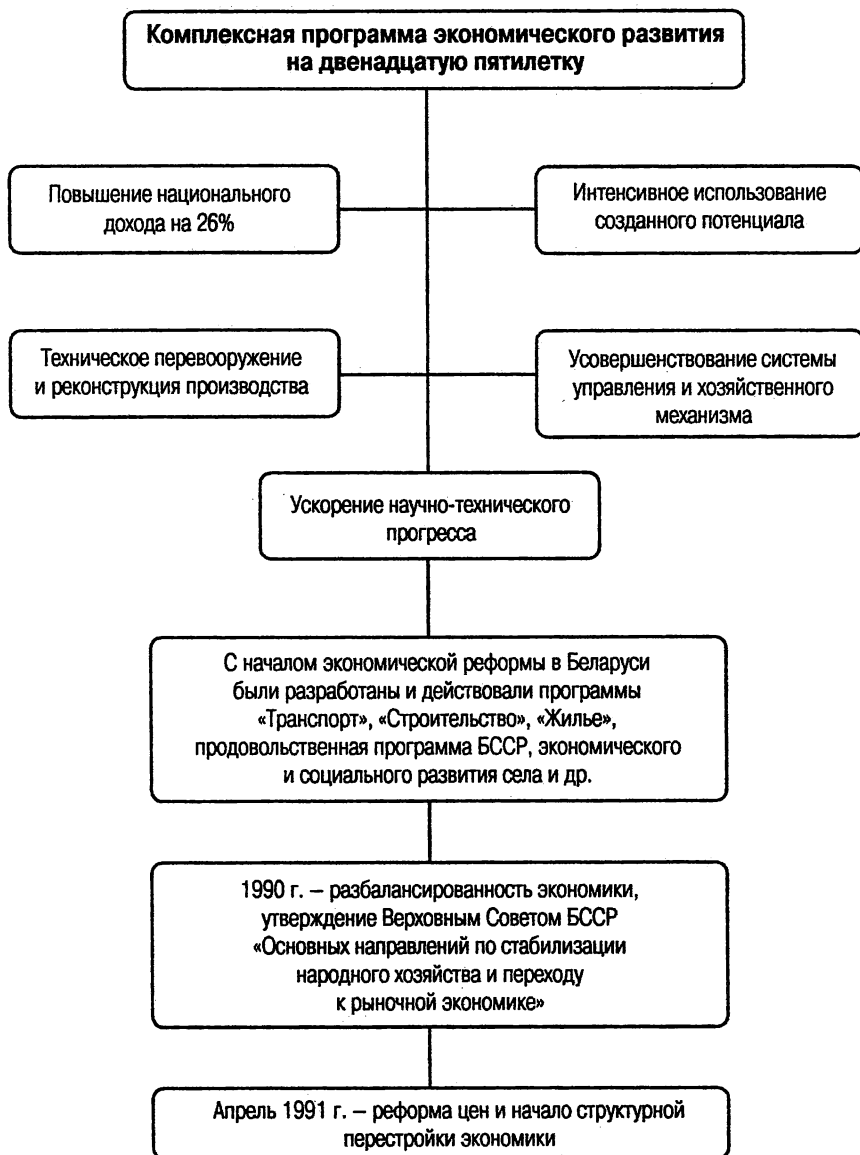 Комплексная программа экономического развития
на двенадцатую пятилетку
Повышение национального
дохода на 26%
Интенсивное использование
созданного потенциала
Техническое перевооружение
и реконструкция производства
Усовершенствование системы
управления и хозяйственного
механизма
Ускорение научно-технического
прогресса
С началом экономической реформы в Беларуси
были разработаны и действовали программы
«Транспорт», «Строительство», «Жилье»,
продовольственная программа БССР, экономического
и социального развития села и др.
1990 г. – разбалансированность экономики,
утверждение Верховным Советом БССР
«Основных направлений по стабилизации
народного хозяйства и переходу
к рыночной экономике»
Апрель 1991 г. – реформа цен и начало структурной
перестройки экономики